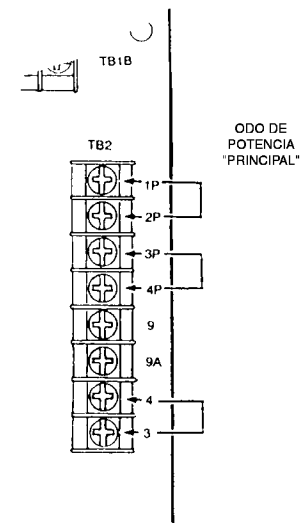 TB1B
TB2
ODO DE
POTENCIA
"PRINCIPAL"
1P
2P
3P
4P
9
9A
4
3